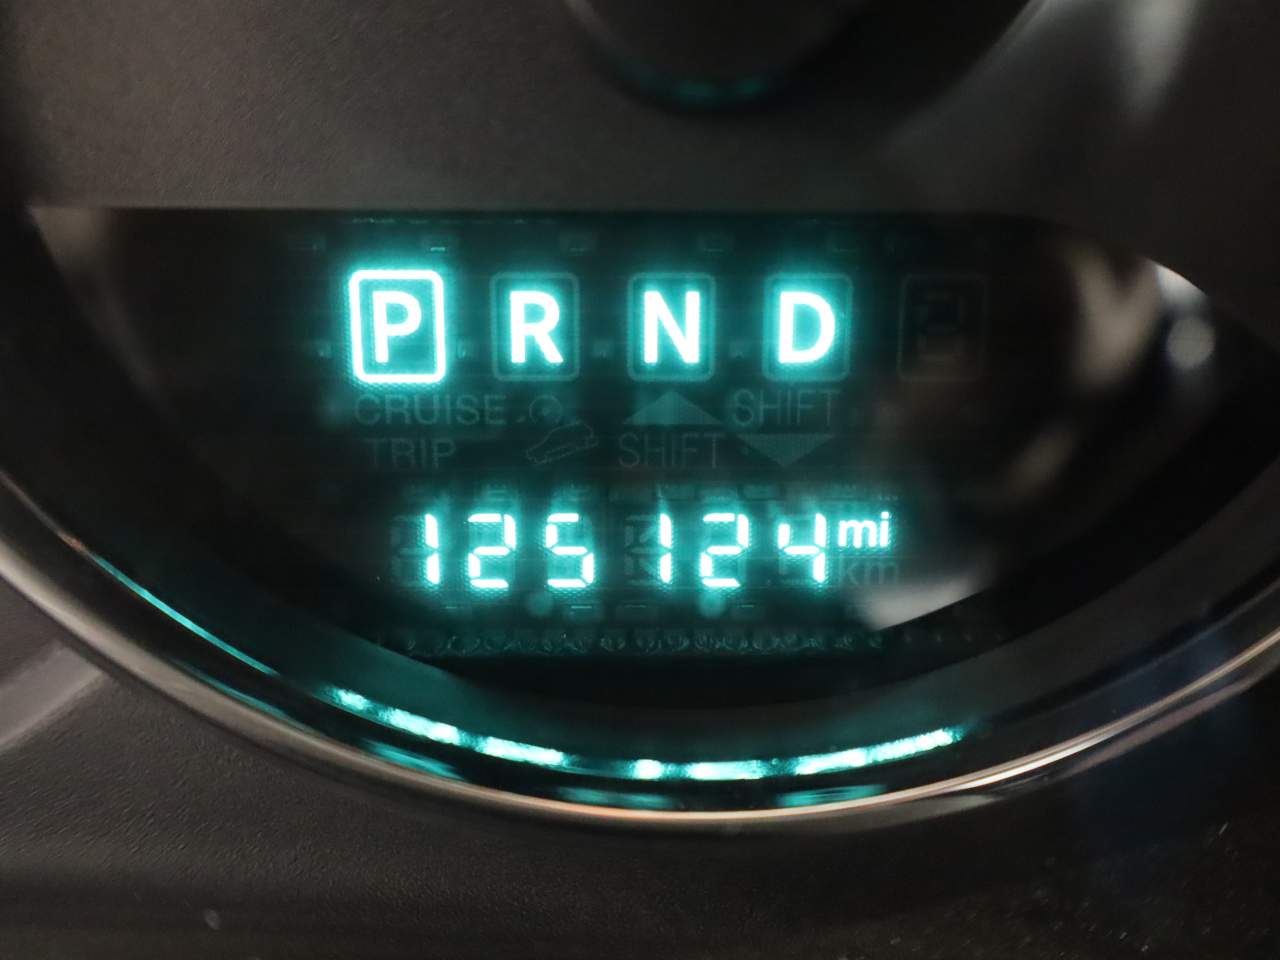 P R N D
CRUISE SHIFT
TRIP SHIFT
125124 mi
km